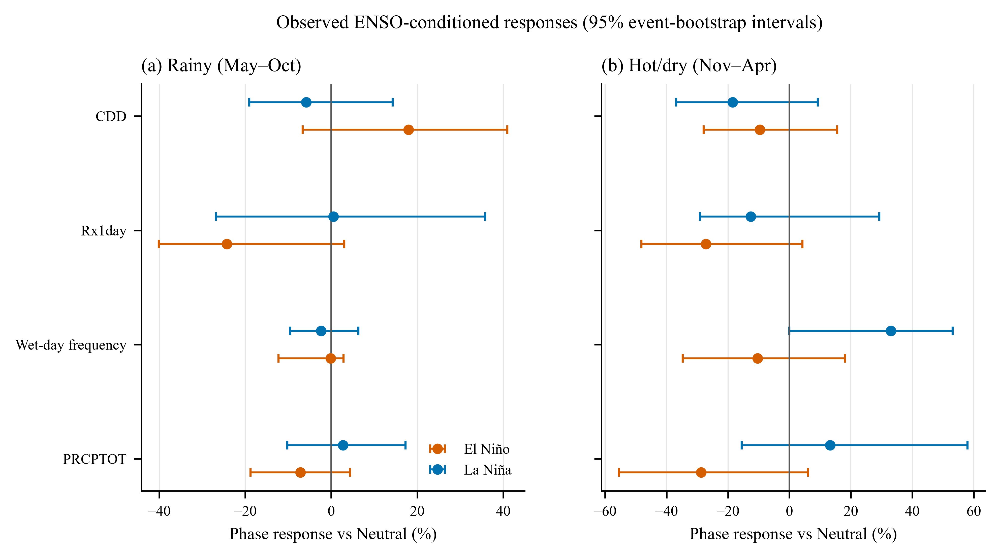 Observed ENSO-conditioned responses (95% event-bootstrap intervals)
(a) Rainy (May–Oct)
CDD
Rx1day
Wet-day frequency
PRCPTOT
El Niño
La Niña
−40 −20 0 20 40
Phase response vs Neutral (%)
(b) Hot/dry (Nov–Apr)
−60 −40 −20 0 20 40 60
Phase response vs Neutral (%)